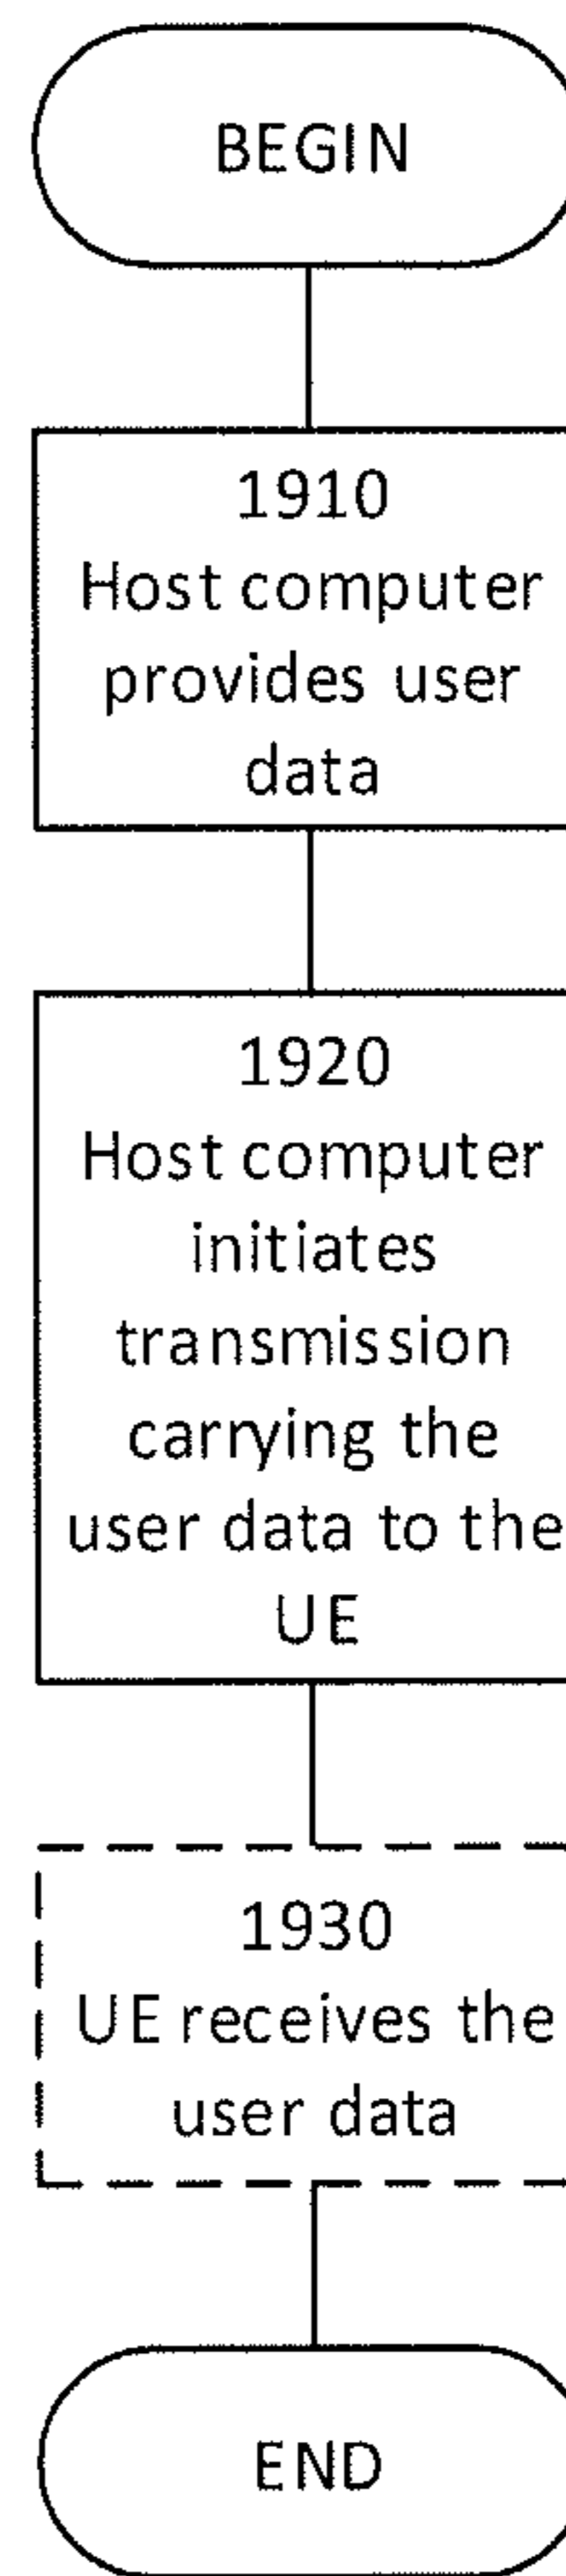 BEGIN
1910
Host computer
provides user
data
1920
Host computer
initiates
transmission
carrying the
user data to the
UE
1930
UE receives the
user data
END